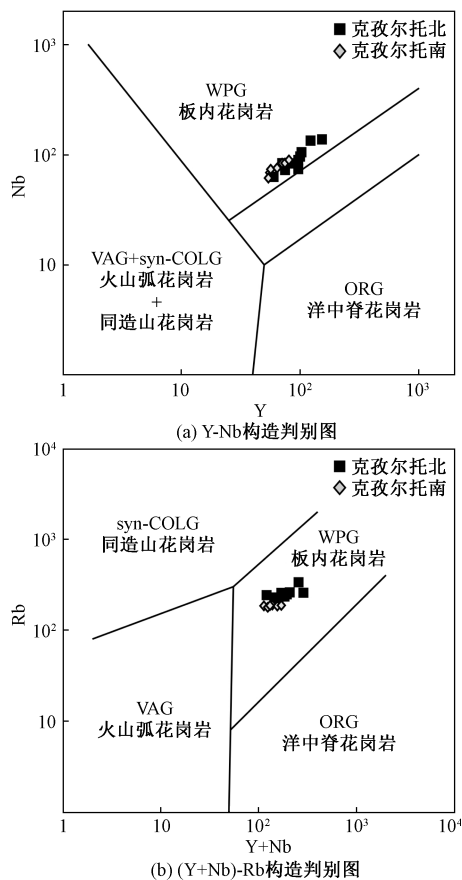 10³
克孜尔托北
克孜尔托南
WPG
板内花岗岩
10²
Nb
10
VAG+syn-COLG
火山弧花岗岩
+
同造山花岗岩
ORG
洋中脊花岗岩
1
10
10²
10³
Y
(a) Y-Nb构造判别图
10⁴
克孜尔托北
克孜尔托南
syn-COLG
同造山花岗岩
10³
WPG
板内花岗岩
Rb
10²
VAG
火山弧花岗岩
10
ORG
洋中脊花岗岩
1
10
10²
10³
10⁴
Y+Nb
(b) (Y+Nb)-Rb构造判别图